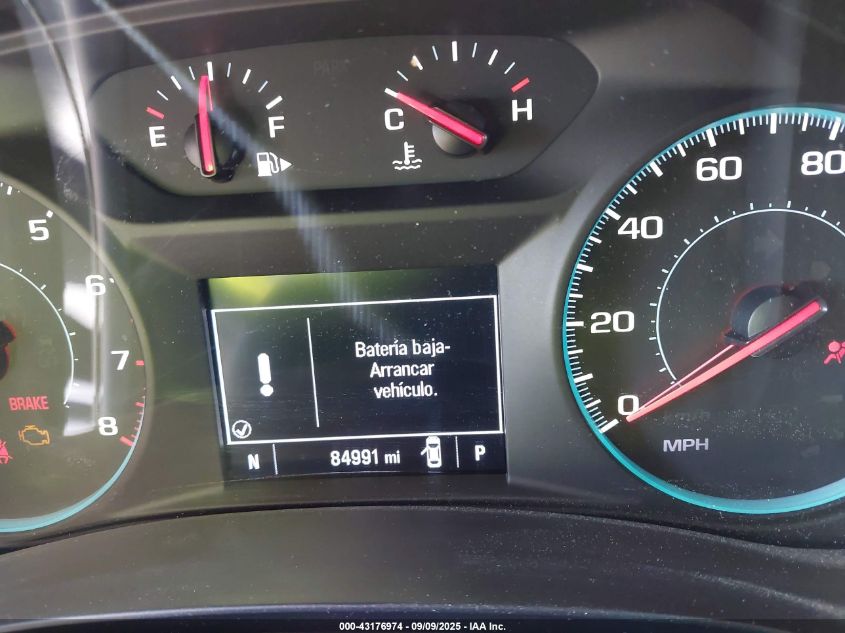 E
F
C
H
5
6
7
8
BRAKE
Batería baja-
Arrancar
vehículo.
N
84991 mi
P
0
20
40
60
80
MPH
000-43176974 - 09/09/2025 - IAA Inc.